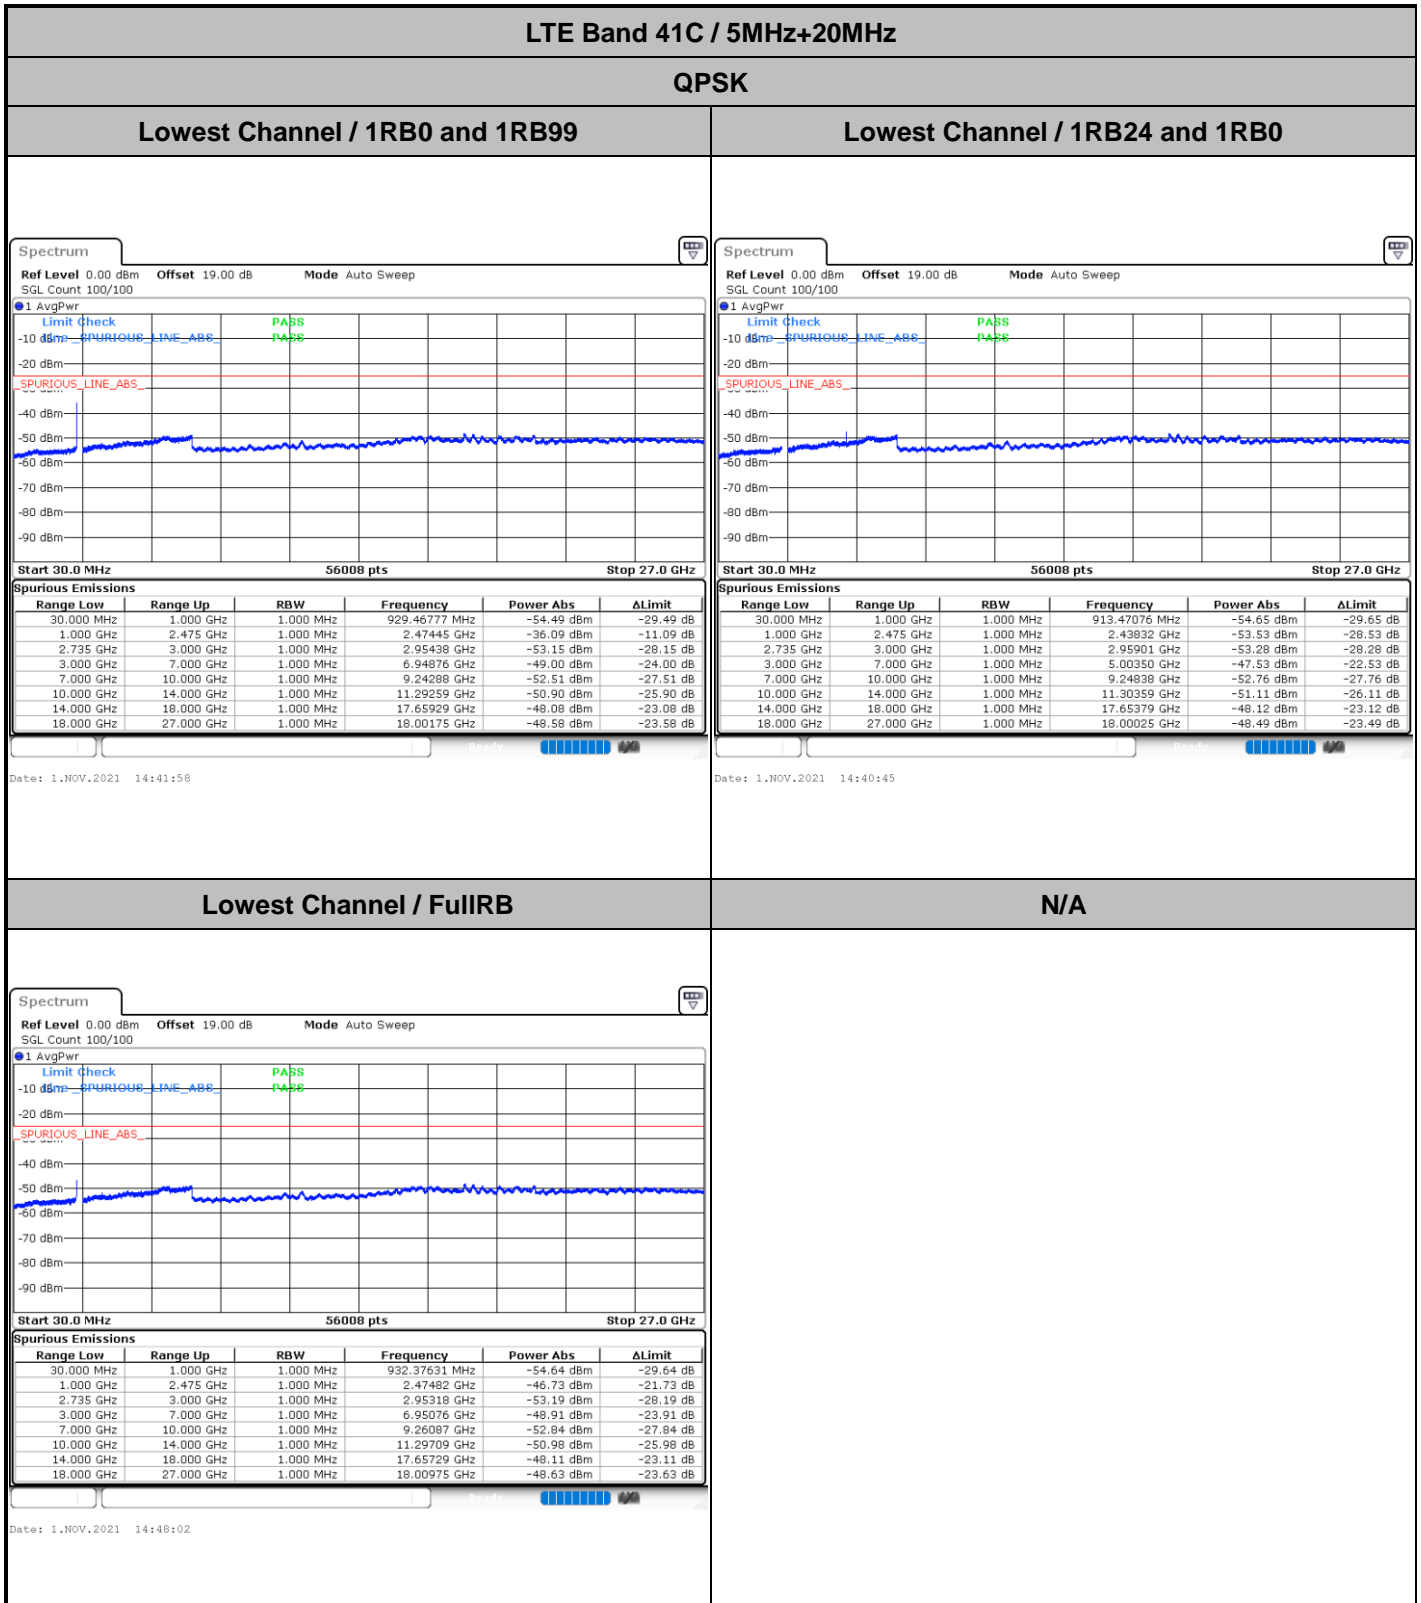 LTE Band 41C / 5MHz+20MHz
QPSK
Lowest Channel / 1RB0 and 1RB99
Lowest Channel / 1RB24 and 1RB0
Spectrum
Ref Level 0.00 dBm Offset 19.00 dB Mode Auto Sweep
SGL Count 100/100
1 AvgPwr
Limit Check PASS
Line _SPURIOUS_LINE_ABS_ PASS
-10 dBm
-20 dBm
_SPURIOUS_LINE_ABS_
-40 dBm
-50 dBm
-60 dBm
-70 dBm
-80 dBm
-90 dBm
Start 30.0 MHz 56008 pts Stop 27.0 GHz
Spurious Emissions
Range Low Range Up RBW Frequency Power Abs ΔLimit
30.000 MHz 1.000 GHz 1.000 MHz 929.46777 MHz -54.49 dBm -29.49 dB
1.000 GHz 2.475 GHz 1.000 MHz 2.47445 GHz -36.09 dBm -11.09 dB
2.735 GHz 3.000 GHz 1.000 MHz 2.95438 GHz -53.15 dBm -28.15 dB
3.000 GHz 7.000 GHz 1.000 MHz 6.94876 GHz -49.00 dBm -24.00 dB
7.000 GHz 10.000 GHz 1.000 MHz 9.24288 GHz -52.51 dBm -27.51 dB
10.000 GHz 14.000 GHz 1.000 MHz 11.29259 GHz -50.90 dBm -25.90 dB
14.000 GHz 18.000 GHz 1.000 MHz 17.65929 GHz -48.08 dBm -23.08 dB
18.000 GHz 27.000 GHz 1.000 MHz 18.00175 GHz -48.58 dBm -23.58 dB
Ready
Date: 1.NOV.2021 14:41:58
Spectrum
Ref Level 0.00 dBm Offset 19.00 dB Mode Auto Sweep
SGL Count 100/100
1 AvgPwr
Limit Check PASS
Line _SPURIOUS_LINE_ABS_ PASS
-10 dBm
-20 dBm
_SPURIOUS_LINE_ABS_
-40 dBm
-50 dBm
-60 dBm
-70 dBm
-80 dBm
-90 dBm
Start 30.0 MHz 56008 pts Stop 27.0 GHz
Spurious Emissions
Range Low Range Up RBW Frequency Power Abs ΔLimit
30.000 MHz 1.000 GHz 1.000 MHz 913.47076 MHz -54.65 dBm -29.65 dB
1.000 GHz 2.475 GHz 1.000 MHz 2.43832 GHz -53.53 dBm -28.53 dB
2.735 GHz 3.000 GHz 1.000 MHz 2.95901 GHz -53.28 dBm -28.28 dB
3.000 GHz 7.000 GHz 1.000 MHz 5.00350 GHz -47.53 dBm -22.53 dB
7.000 GHz 10.000 GHz 1.000 MHz 9.24838 GHz -52.76 dBm -27.76 dB
10.000 GHz 14.000 GHz 1.000 MHz 11.30359 GHz -51.11 dBm -26.11 dB
14.000 GHz 18.000 GHz 1.000 MHz 17.65379 GHz -48.12 dBm -23.12 dB
18.000 GHz 27.000 GHz 1.000 MHz 18.00025 GHz -48.49 dBm -23.49 dB
Ready
Date: 1.NOV.2021 14:40:45
Lowest Channel / FullRB
N/A
Spectrum
Ref Level 0.00 dBm Offset 19.00 dB Mode Auto Sweep
SGL Count 100/100
1 AvgPwr
Limit Check PASS
Line _SPURIOUS_LINE_ABS_ PASS
-10 dBm
-20 dBm
_SPURIOUS_LINE_ABS_
-40 dBm
-50 dBm
-60 dBm
-70 dBm
-80 dBm
-90 dBm
Start 30.0 MHz 56008 pts Stop 27.0 GHz
Spurious Emissions
Range Low Range Up RBW Frequency Power Abs ΔLimit
30.000 MHz 1.000 GHz 1.000 MHz 932.37631 MHz -54.64 dBm -29.64 dB
1.000 GHz 2.475 GHz 1.000 MHz 2.47482 GHz -46.73 dBm -21.73 dB
2.735 GHz 3.000 GHz 1.000 MHz 2.95318 GHz -53.19 dBm -28.19 dB
3.000 GHz 7.000 GHz 1.000 MHz 6.95076 GHz -48.91 dBm -23.91 dB
7.000 GHz 10.000 GHz 1.000 MHz 9.26087 GHz -52.84 dBm -27.84 dB
10.000 GHz 14.000 GHz 1.000 MHz 11.29709 GHz -50.98 dBm -25.98 dB
14.000 GHz 18.000 GHz 1.000 MHz 17.65729 GHz -48.11 dBm -23.11 dB
18.000 GHz 27.000 GHz 1.000 MHz 18.00975 GHz -48.63 dBm -23.63 dB
Ready
Date: 1.NOV.2021 14:48:02